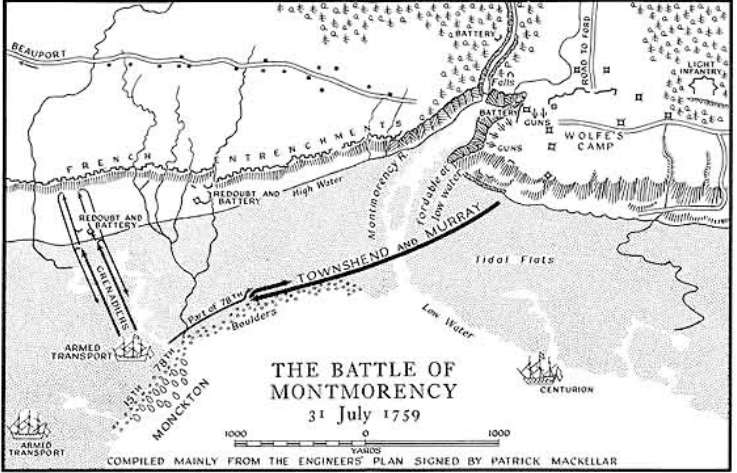 BEAUPORT
BATTERY
Falls
ROAD TO FORD
LIGHT
INFANTRY
BATTERY
GUNS
GUNS
WOLFE'S
CAMP
FRENCH ENTRENCHMENTS
REDOUBT AND
BATTERY
High Water
Montmorency R.
Fordable at
low water
REDOUBT AND
BATTERY
GRENADIERS
TOWNSHEND AND MURRAY
Tidal Flats
Part of 78TH
Boulders
Low Water
ARMED
TRANSPORT
15TH 78TH
MONCKTON
CENTURION
ARMED
TRANSPORT
THE BATTLE OF
MONTMORENCY
31 July 1759
1000 0 1000
YARDS
COMPILED MAINLY FROM THE ENGINEERS' PLAN SIGNED BY PATRICK MACKELLAR